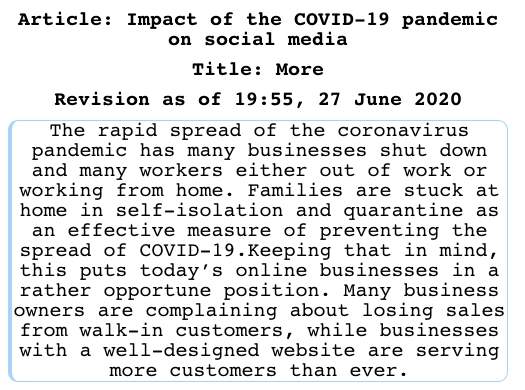 Article: Impact of the COVID-19 pandemic
on social media
Title: More
Revision as of 19:55, 27 June 2020
The rapid spread of the coronavirus
pandemic has many businesses shut down
and many workers either out of work or
working from home. Families are stuck at
home in self-isolation and quarantine as
an effective measure of preventing the
spread of COVID-19.Keeping that in mind,
this puts today’s online businesses in a
rather opportune position. Many business
owners are complaining about losing sales
from walk-in customers, while businesses
with a well-designed website are serving
more customers than ever.